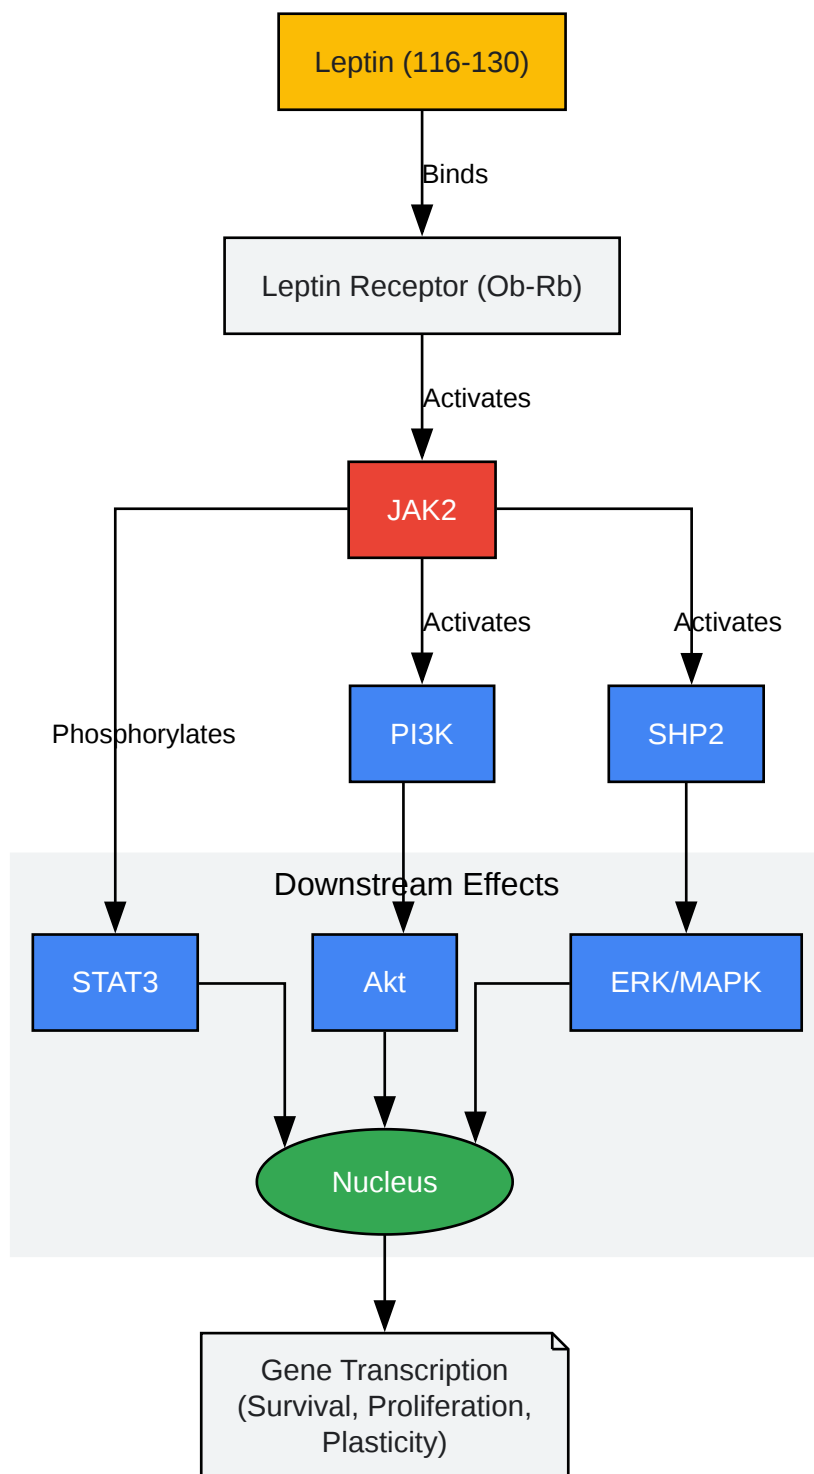 Leptin (116-130)
Binds
Leptin Receptor (Ob-Rb)
Activates
JAK2
Activates
Activates
Phosphorylates
PI3K
SHP2
Downstream Effects
STAT3
Akt
ERK/MAPK
Nucleus
Gene Transcription
(Survival, Proliferation,
Plasticity)